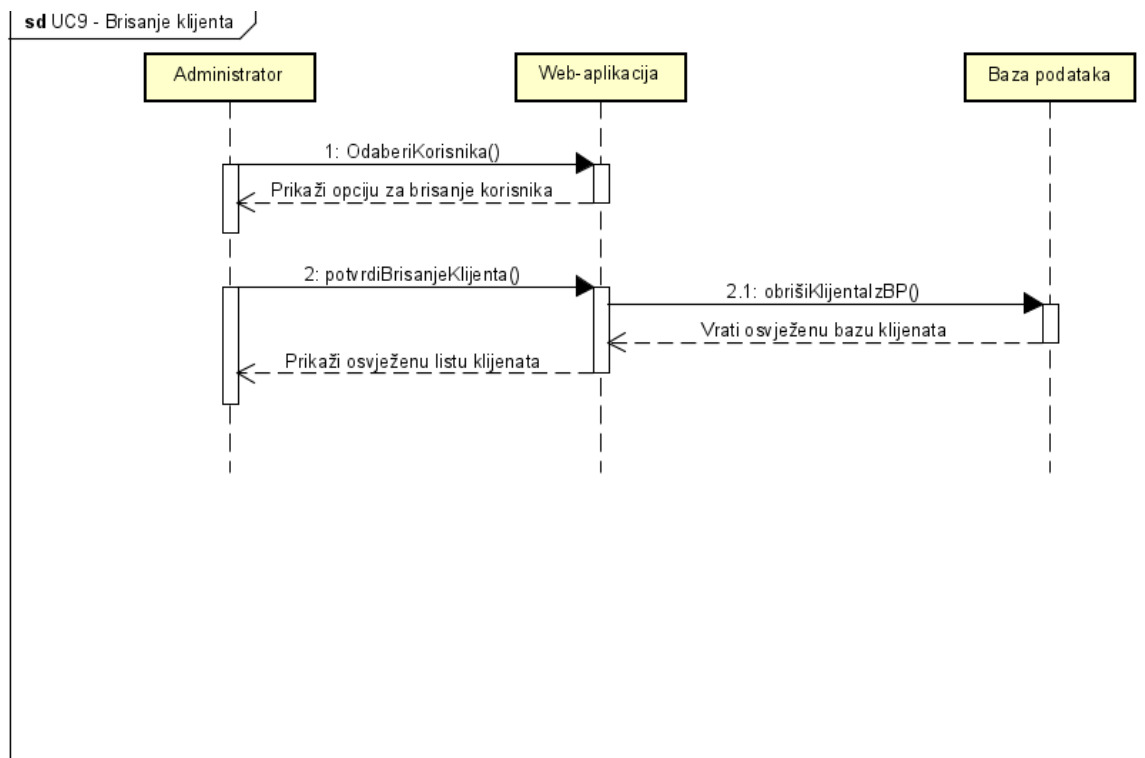 sd UC9 - Brisanje klijenta
Administrator
Web-aplikacija
Baza podataka
1: OdaberiKorisnika()
Prikaži opciju za brisanje korisnika
2: potvrdiBrisanjeKlijenta()
2.1: obrišiKlijentaIzBP()
Vrati osvježenu bazu klijenata
Prikaži osvježenu listu klijenata